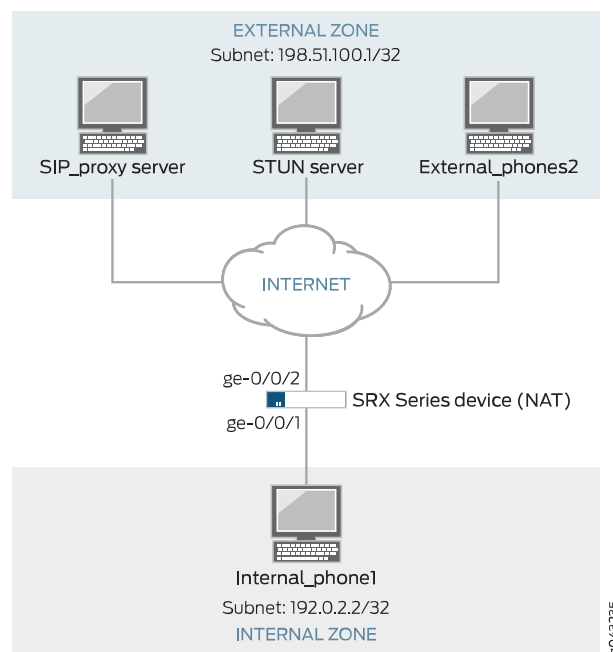 EXTERNAL ZONE
Subnet: 198.51.100.1/32
SIP_proxy server
STUN server
External_phones2
INTERNET
ge-0/0/2
SRX Series device (NAT)
ge-0/0/1
Internal_phone1
Subnet: 192.0.2.2/32
INTERNAL ZONE